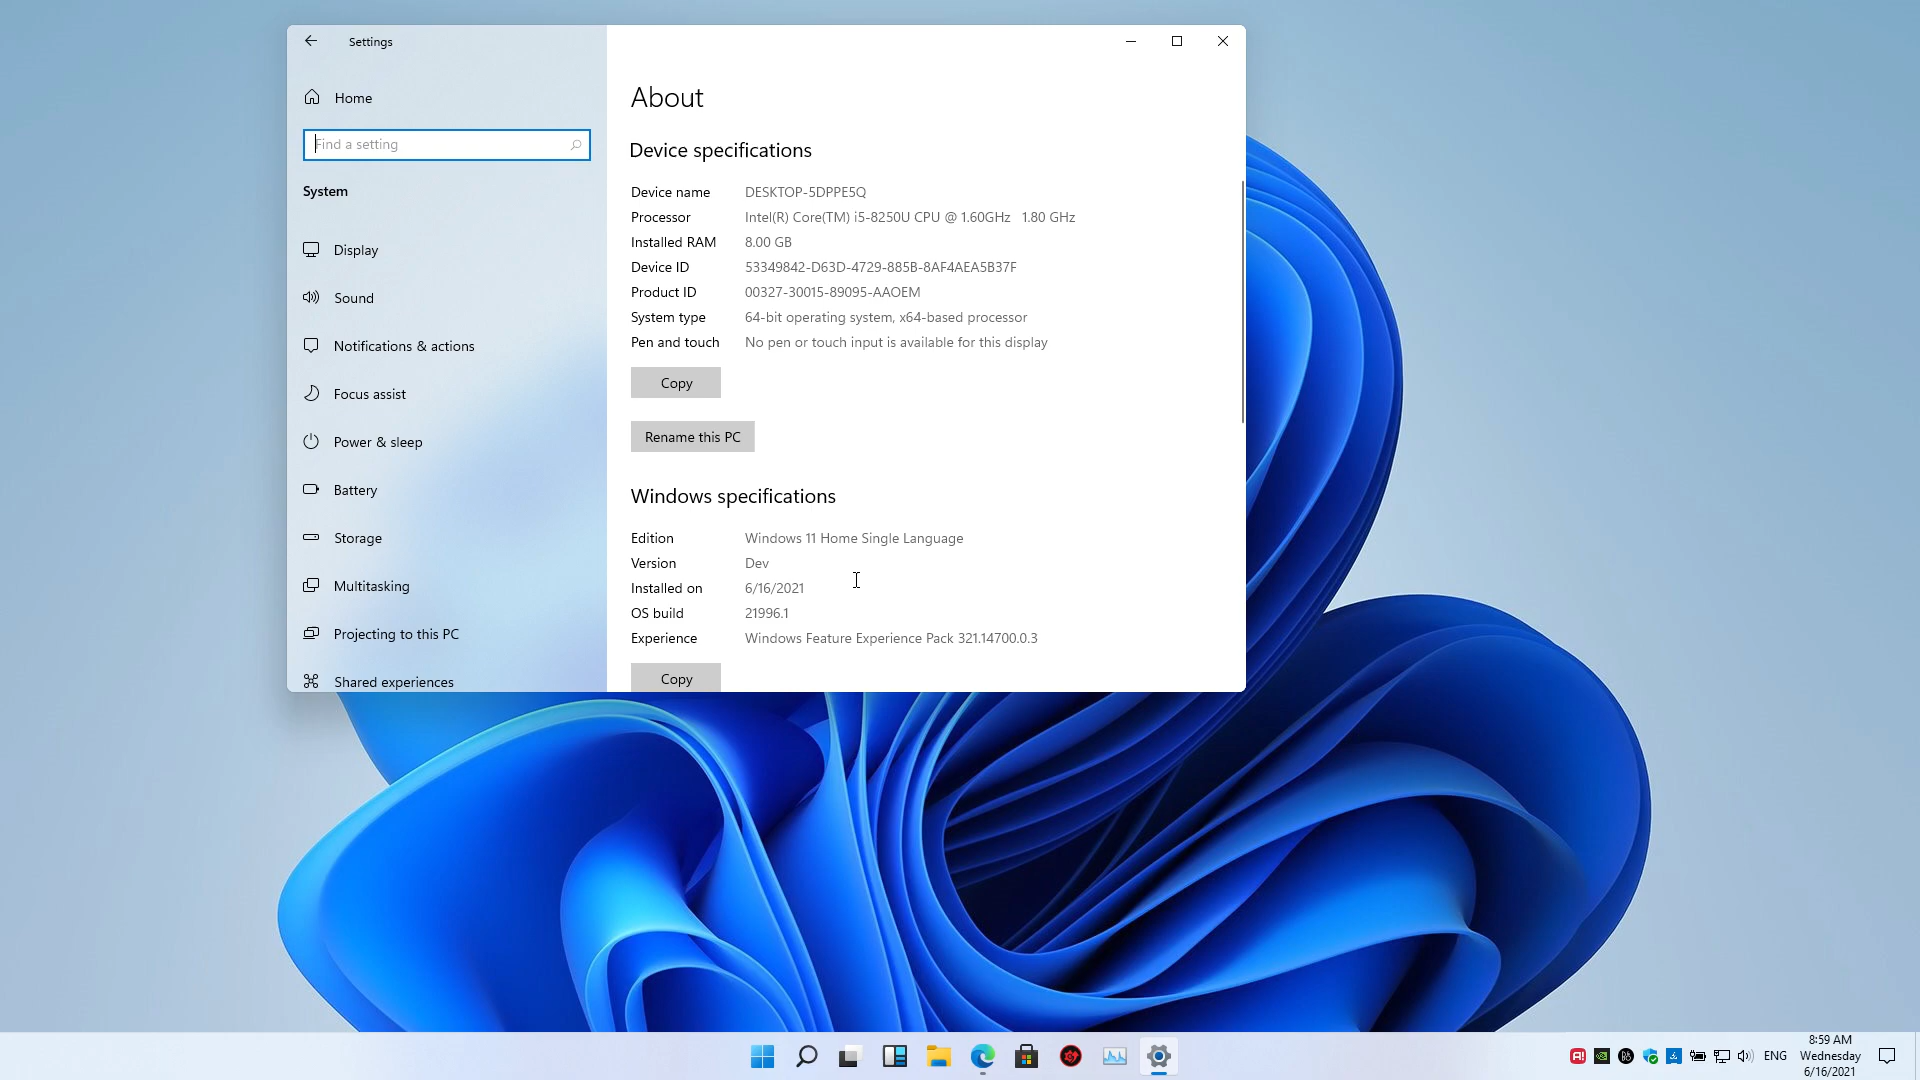 Settings
Home
Find a setting
System
Display
Sound
Notifications & actions
Focus assist
Power & sleep
Battery
Storage
Multitasking
Projecting to this PC
Shared experiences
About
Device specifications
Device name DESKTOP-5DPPE5Q
Processor Intel(R) Core(TM) i5-8250U CPU @ 1.60GHz 1.80 GHz
Installed RAM 8.00 GB
Device ID 53349842-D63D-4729-885B-8AF4AEA5B37F
Product ID 00327-30015-89095-AAOEM
System type 64-bit operating system, x64-based processor
Pen and touch No pen or touch input is available for this display
Copy
Rename this PC
Windows specifications
Edition Windows 11 Home Single Language
Version Dev
Installed on 6/16/2021
OS build 21996.1
Experience Windows Feature Experience Pack 321.14700.0.3
Copy
ENG
8:59 AM
Wednesday
6/16/2021